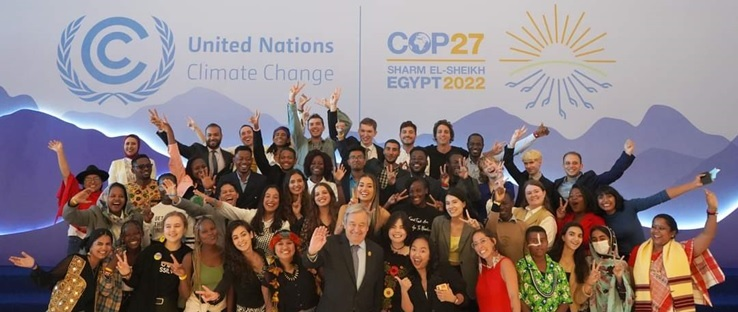 United Nations
Climate Change
COP27
SHARM EL-SHEIKH
EGYPT 2022